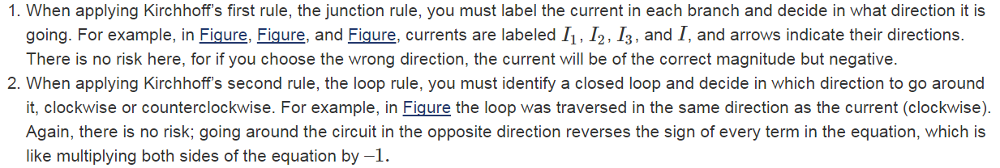 1. When applying Kirchhoff's first rule, the junction rule, you must label the current in each branch and decide in what direction it is
going. For example, in Figure, Figure, and Figure, currents are labeled I₁, I₂, I₃, and I, and arrows indicate their directions.
There is no risk here, for if you choose the wrong direction, the current will be of the correct magnitude but negative.
2. When applying Kirchhoff's second rule, the loop rule, you must identify a closed loop and decide in which direction to go around
it, clockwise or counterclockwise. For example, in Figure the loop was traversed in the same direction as the current (clockwise).
Again, there is no risk; going around the circuit in the opposite direction reverses the sign of every term in the equation, which is
like multiplying both sides of the equation by −1.